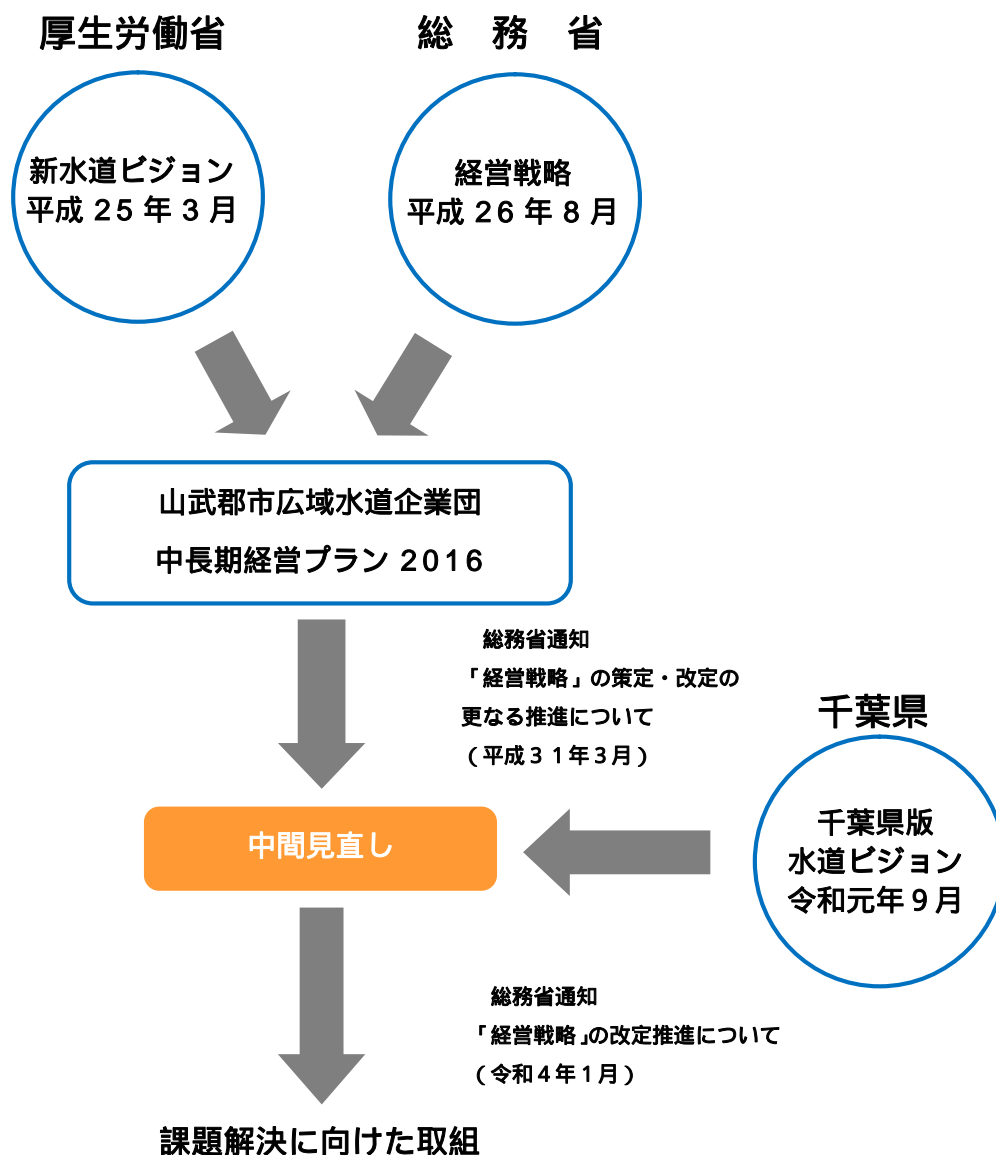 厚生労働省
総　務　省
新水道ビジョン
平成 25 年 3 月
経営戦略
平成 26 年 8 月
山武郡市広域水道企業団
中長期経営プラン 2016
総務省通知
「経営戦略」の策定・改定の
更なる推進について
（平成３１年３月）
千葉県
千葉県版
水道ビジョン
令和元年９月
中間見直し
総務省通知
「経営戦略」の改定推進について
（令和４年１月）
課題解決に向けた取組